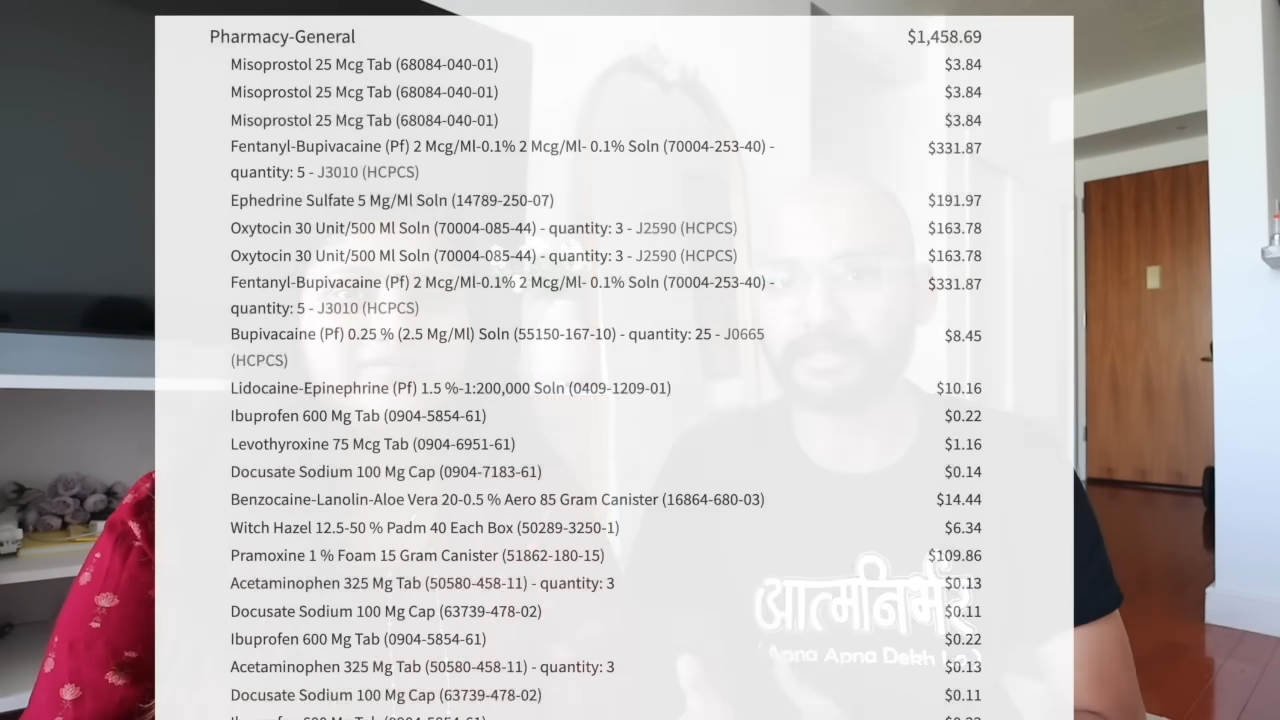 Pharmacy-General $1,458.69
Misoprostol 25 Mcg Tab (68084-040-01) $3.84
Misoprostol 25 Mcg Tab (68084-040-01) $3.84
Misoprostol 25 Mcg Tab (68084-040-01) $3.84
Fentanyl-Bupivacaine (Pf) 2 Mcg/Ml-0.1% 2 Mcg/Ml- 0.1% Soln (70004-253-40) - $331.87
quantity: 5 - J3010 (HCPCS)
Ephedrine Sulfate 5 Mg/Ml Soln (14789-250-07) $191.97
Oxytocin 30 Unit/500 Ml Soln (70004-085-44) - quantity: 3 - J2590 (HCPCS) $163.78
Oxytocin 30 Unit/500 Ml Soln (70004-085-44) - quantity: 3 - J2590 (HCPCS) $163.78
Fentanyl-Bupivacaine (Pf) 2 Mcg/Ml-0.1% 2 Mcg/Ml- 0.1% Soln (70004-253-40) - $331.87
quantity: 5 - J3010 (HCPCS)
Bupivacaine (Pf) 0.25 % (2.5 Mg/Ml) Soln (55150-167-10) - quantity: 25 - J0665 $8.45
(HCPCS)
Lidocaine-Epinephrine (Pf) 1.5 %-1:200,000 Soln (0409-1209-01) $10.16
Ibuprofen 600 Mg Tab (0904-5854-61) $0.22
Levothyroxine 75 Mcg Tab (0904-6951-61) $1.16
Docusate Sodium 100 Mg Cap (0904-7183-61) $0.14
Benzocaine-Lanolin-Aloe Vera 20-0.5 % Aero 85 Gram Canister (16864-680-03) $14.44
Witch Hazel 12.5-50 % Padm 40 Each Box (50289-3250-1) $6.34
Pramoxine 1 % Foam 15 Gram Canister (51862-180-15) $109.86
Acetaminophen 325 Mg Tab (50580-458-11) - quantity: 3 $0.13
Docusate Sodium 100 Mg Cap (63739-478-02) $0.11
Ibuprofen 600 Mg Tab (0904-5854-61) $0.22
Acetaminophen 325 Mg Tab (50580-458-11) - quantity: 3 $0.13
Docusate Sodium 100 Mg Cap (63739-478-02) $0.11
आत्मनिर्भर
Apna Apna Dekh Lo